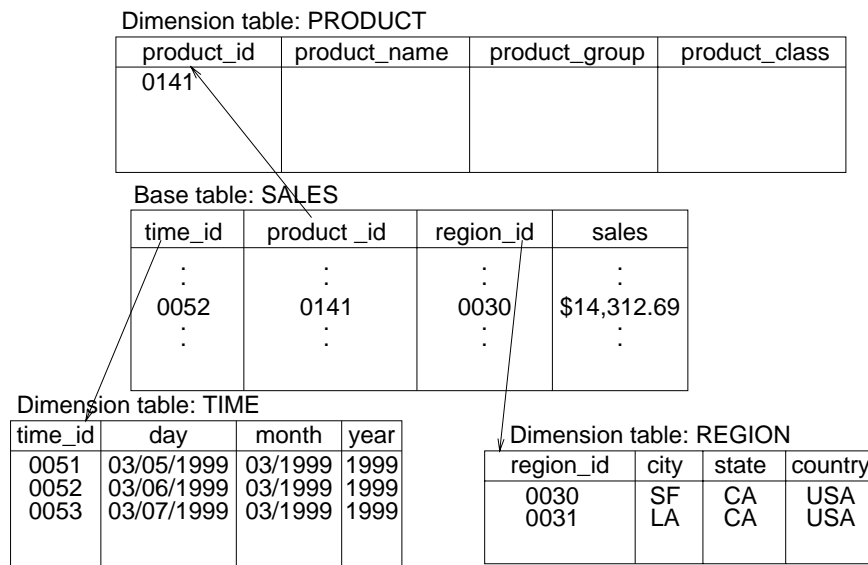 Dimension table: PRODUCT
product_id product_name product_group product_class
0141
Base table: SALES
time_id product _id region_id sales
. . . .
. . . .
0052 0141 0030 $14,312.69
. . . .
. . . .
Dimension table: TIME
time_id day month year
0051 03/05/1999 03/1999 1999
0052 03/06/1999 03/1999 1999
0053 03/07/1999 03/1999 1999
Dimension table: REGION
region_id city state country
0030 SF CA USA
0031 LA CA USA